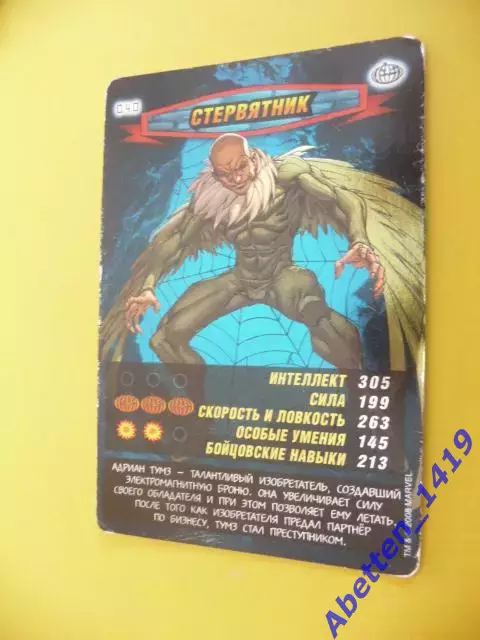 040
СТЕРВЯТНИК
ИНТЕЛЛЕКТ 305
СИЛА 199
СКОРОСТЬ И ЛОВКОСТЬ 263
ОСОБЫЕ УМЕНИЯ 145
БОЙЦОВСКИЕ НАВЫКИ 213
АДРИАН ТУМЗ – ТАЛАНТЛИВЫЙ ИЗОБРЕТАТЕЛЬ, СОЗДАВШИЙ
ЭЛЕКТРОМАГНИТНУЮ БРОНЮ. ОНА УВЕЛИЧИВАЕТ СИЛУ
СВОЕГО ОБЛАДАТЕЛЯ И ПРИ ЭТОМ ПОЗВОЛЯЕТ ЕМУ ЛЕТАТЬ.
ПОСЛЕ ТОГО КАК ИЗОБРЕТАТЕЛЯ ПРЕДАЛ ПАРТНЁР
ПО БИЗНЕСУ, ТУМЗ СТАЛ ПРЕСТУПНИКОМ.
TM & © 2008 MARVEL
Abetten_1419